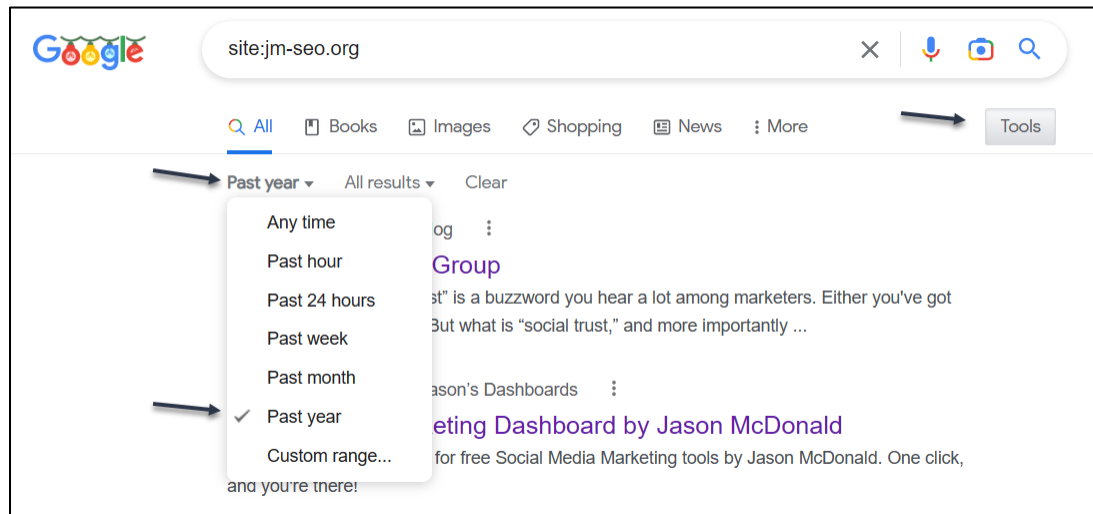 Google
site:jm-seo.org
All Books Images Shopping News More Tools
Past year All results Clear
Any time
Past hour
Past 24 hours
Past week
Past month
Past year
Custom range...
og
Group
st” is a buzzword you hear a lot among marketers. Either you've got
But what is “social trust,” and more importantly ...
ason’s Dashboards
eting Dashboard by Jason McDonald
for free Social Media Marketing tools by Jason McDonald. One click,
and you're there!